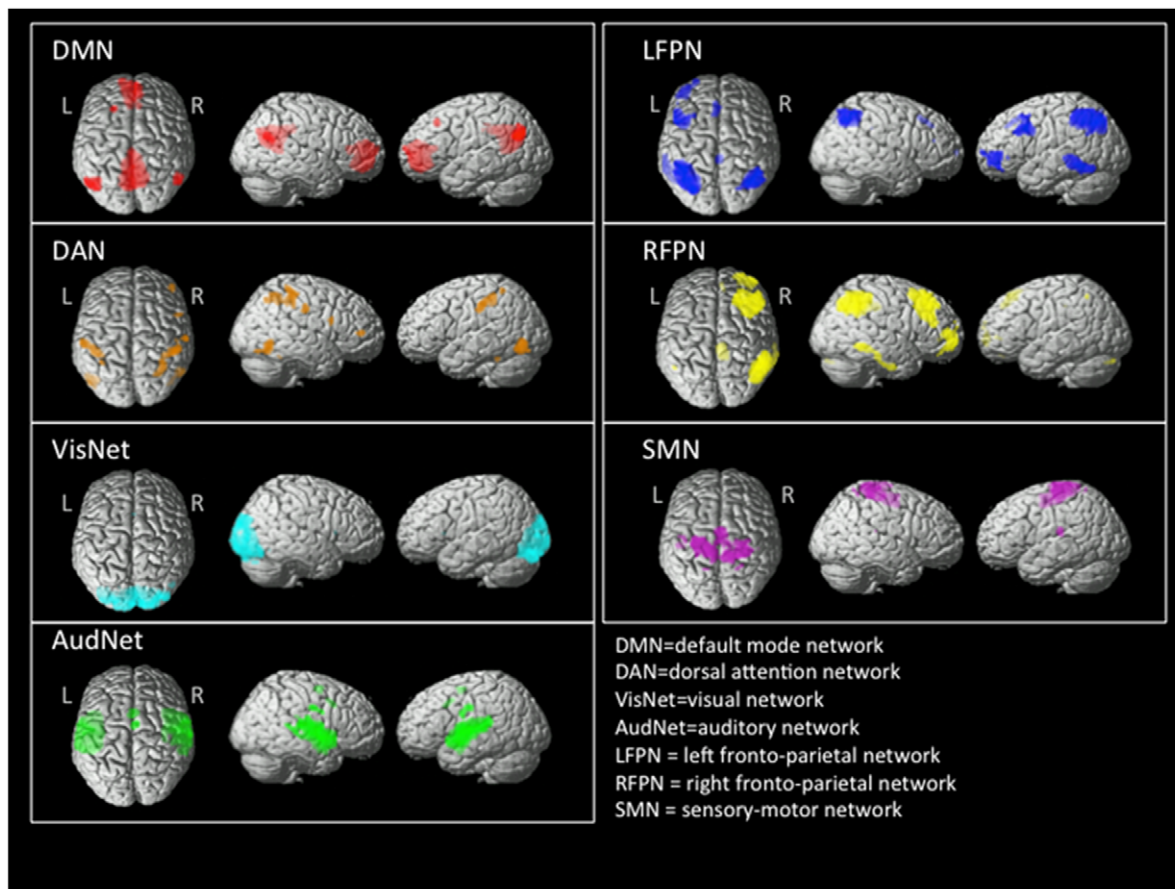 DMN
L R
LFPN
L R
DAN
L R
RFPN
L R
VisNet
L R
SMN
L R
AudNet
L R
DMN=default mode network
DAN=dorsal attention network
VisNet=visual network
AudNet=auditory network
LFPN = left fronto-parietal network
RFPN = right fronto-parietal network
SMN = sensory-motor network